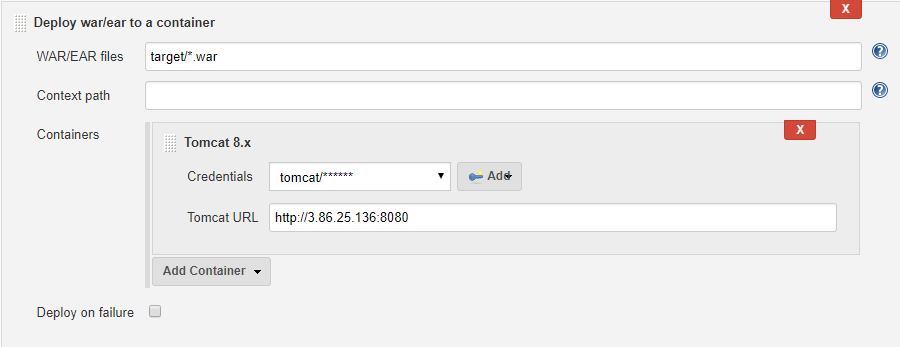 X
Deploy war/ear to a container
WAR/EAR files target/*.war ?
Context path ?
Containers
X
Tomcat 8.x
Credentials tomcat/****** Add
Tomcat URL http://3.86.25.136:8080
Add Container
Deploy on failure